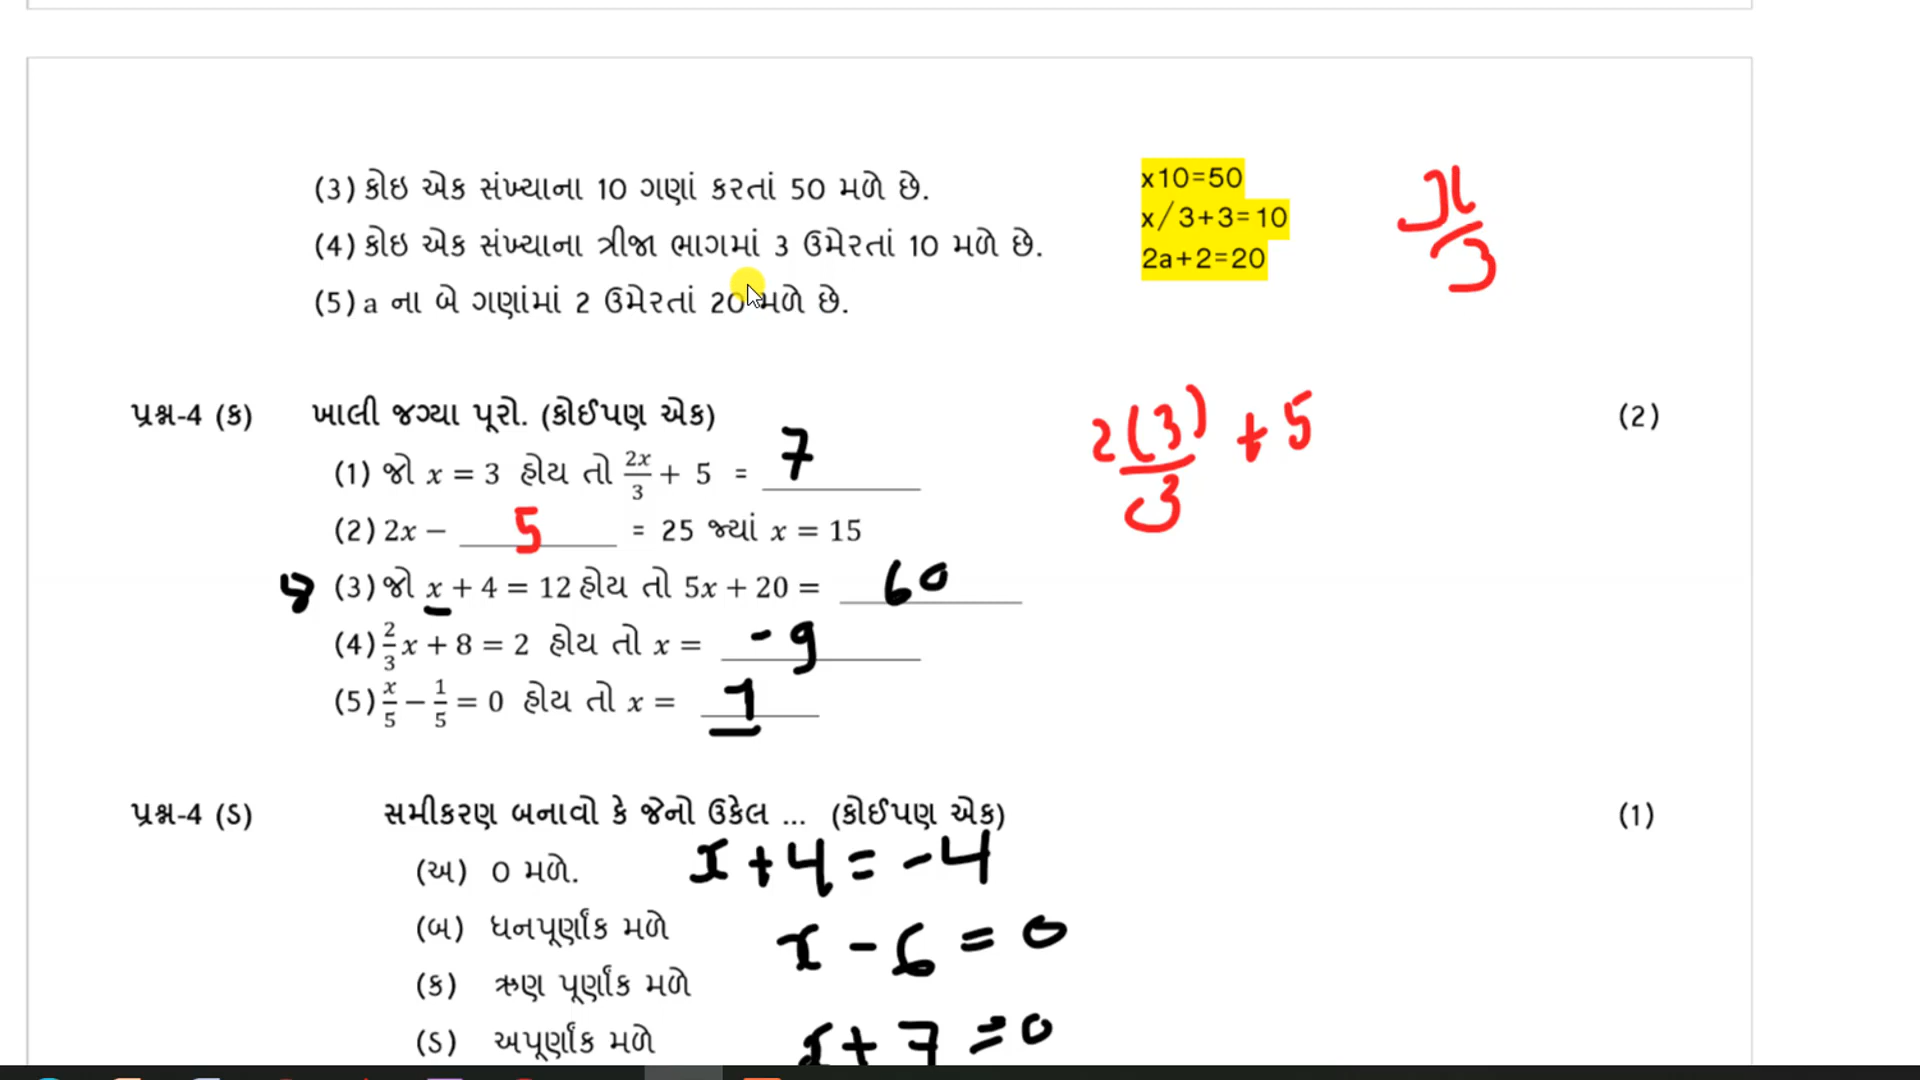 (3) કોઇ એક સંખ્યાના 10 ગણાં કરતાં 50 મળે છે.
x10=50
(4) કોઇ એક સંખ્યાના ત્રીજા ભાગમાં 3 ઉમેરતાં 10 મળે છે.
x/3+3=10
x/3
(5) a ના બે ગણાંમાં 2 ઉમેરતાં 20 મળે છે.
2a+2=20
પ્રશ્ન-4 (ક) ખાલી જગ્યા પૂરો. (કોઈપણ એક) (2)
(1) જો x = 3 હોય તો 2x/3 + 5 = 7
2(3)/3 + 5
(2) 2x − 5 = 25 જ્યાં x = 15
(3) જો x + 4 = 12 હોય તો 5x + 20 = 60
(4) 2/3 x + 8 = 2 હોય તો x = -9
(5) x/5 − 1/5 = 0 હોય તો x = 1
પ્રશ્ન-4 (ડ) સમીકરણ બનાવો કે જેનો ઉકેલ ... (કોઈપણ એક) (1)
(અ) 0 મળે. x+4=-4
(બ) ધનપૂર્ણાંક મળે x-6=0
(ક) ઋણ પૂર્ણાંક મળે
(ડ) અપૂર્ણાંક મળે x+7=0